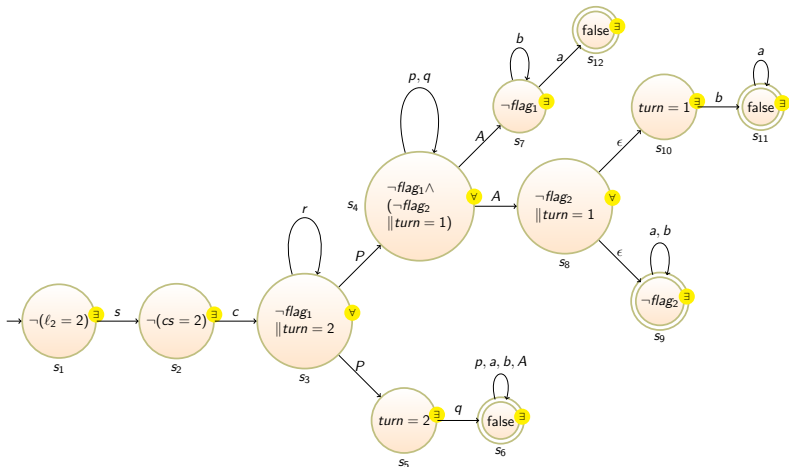 b
false
∃
s12
a
p, q
¬flag1
∃
s7
A
a
turn = 1
∃
b
false
∃
s10
s11
ϵ
s4
¬flag1∧
(¬flag2
∥turn = 1)
∀
A
¬flag2
∥turn = 1
∀
s8
r
P
ϵ
a, b
¬flag2
∃
s9
¬(ℓ2 = 2)
∃
s
¬(cs = 2)
∃
c
¬flag1
∥turn = 2
∀
s1
s2
s3
P
p, a, b, A
turn = 2
∃
q
false
∃
s5
s6